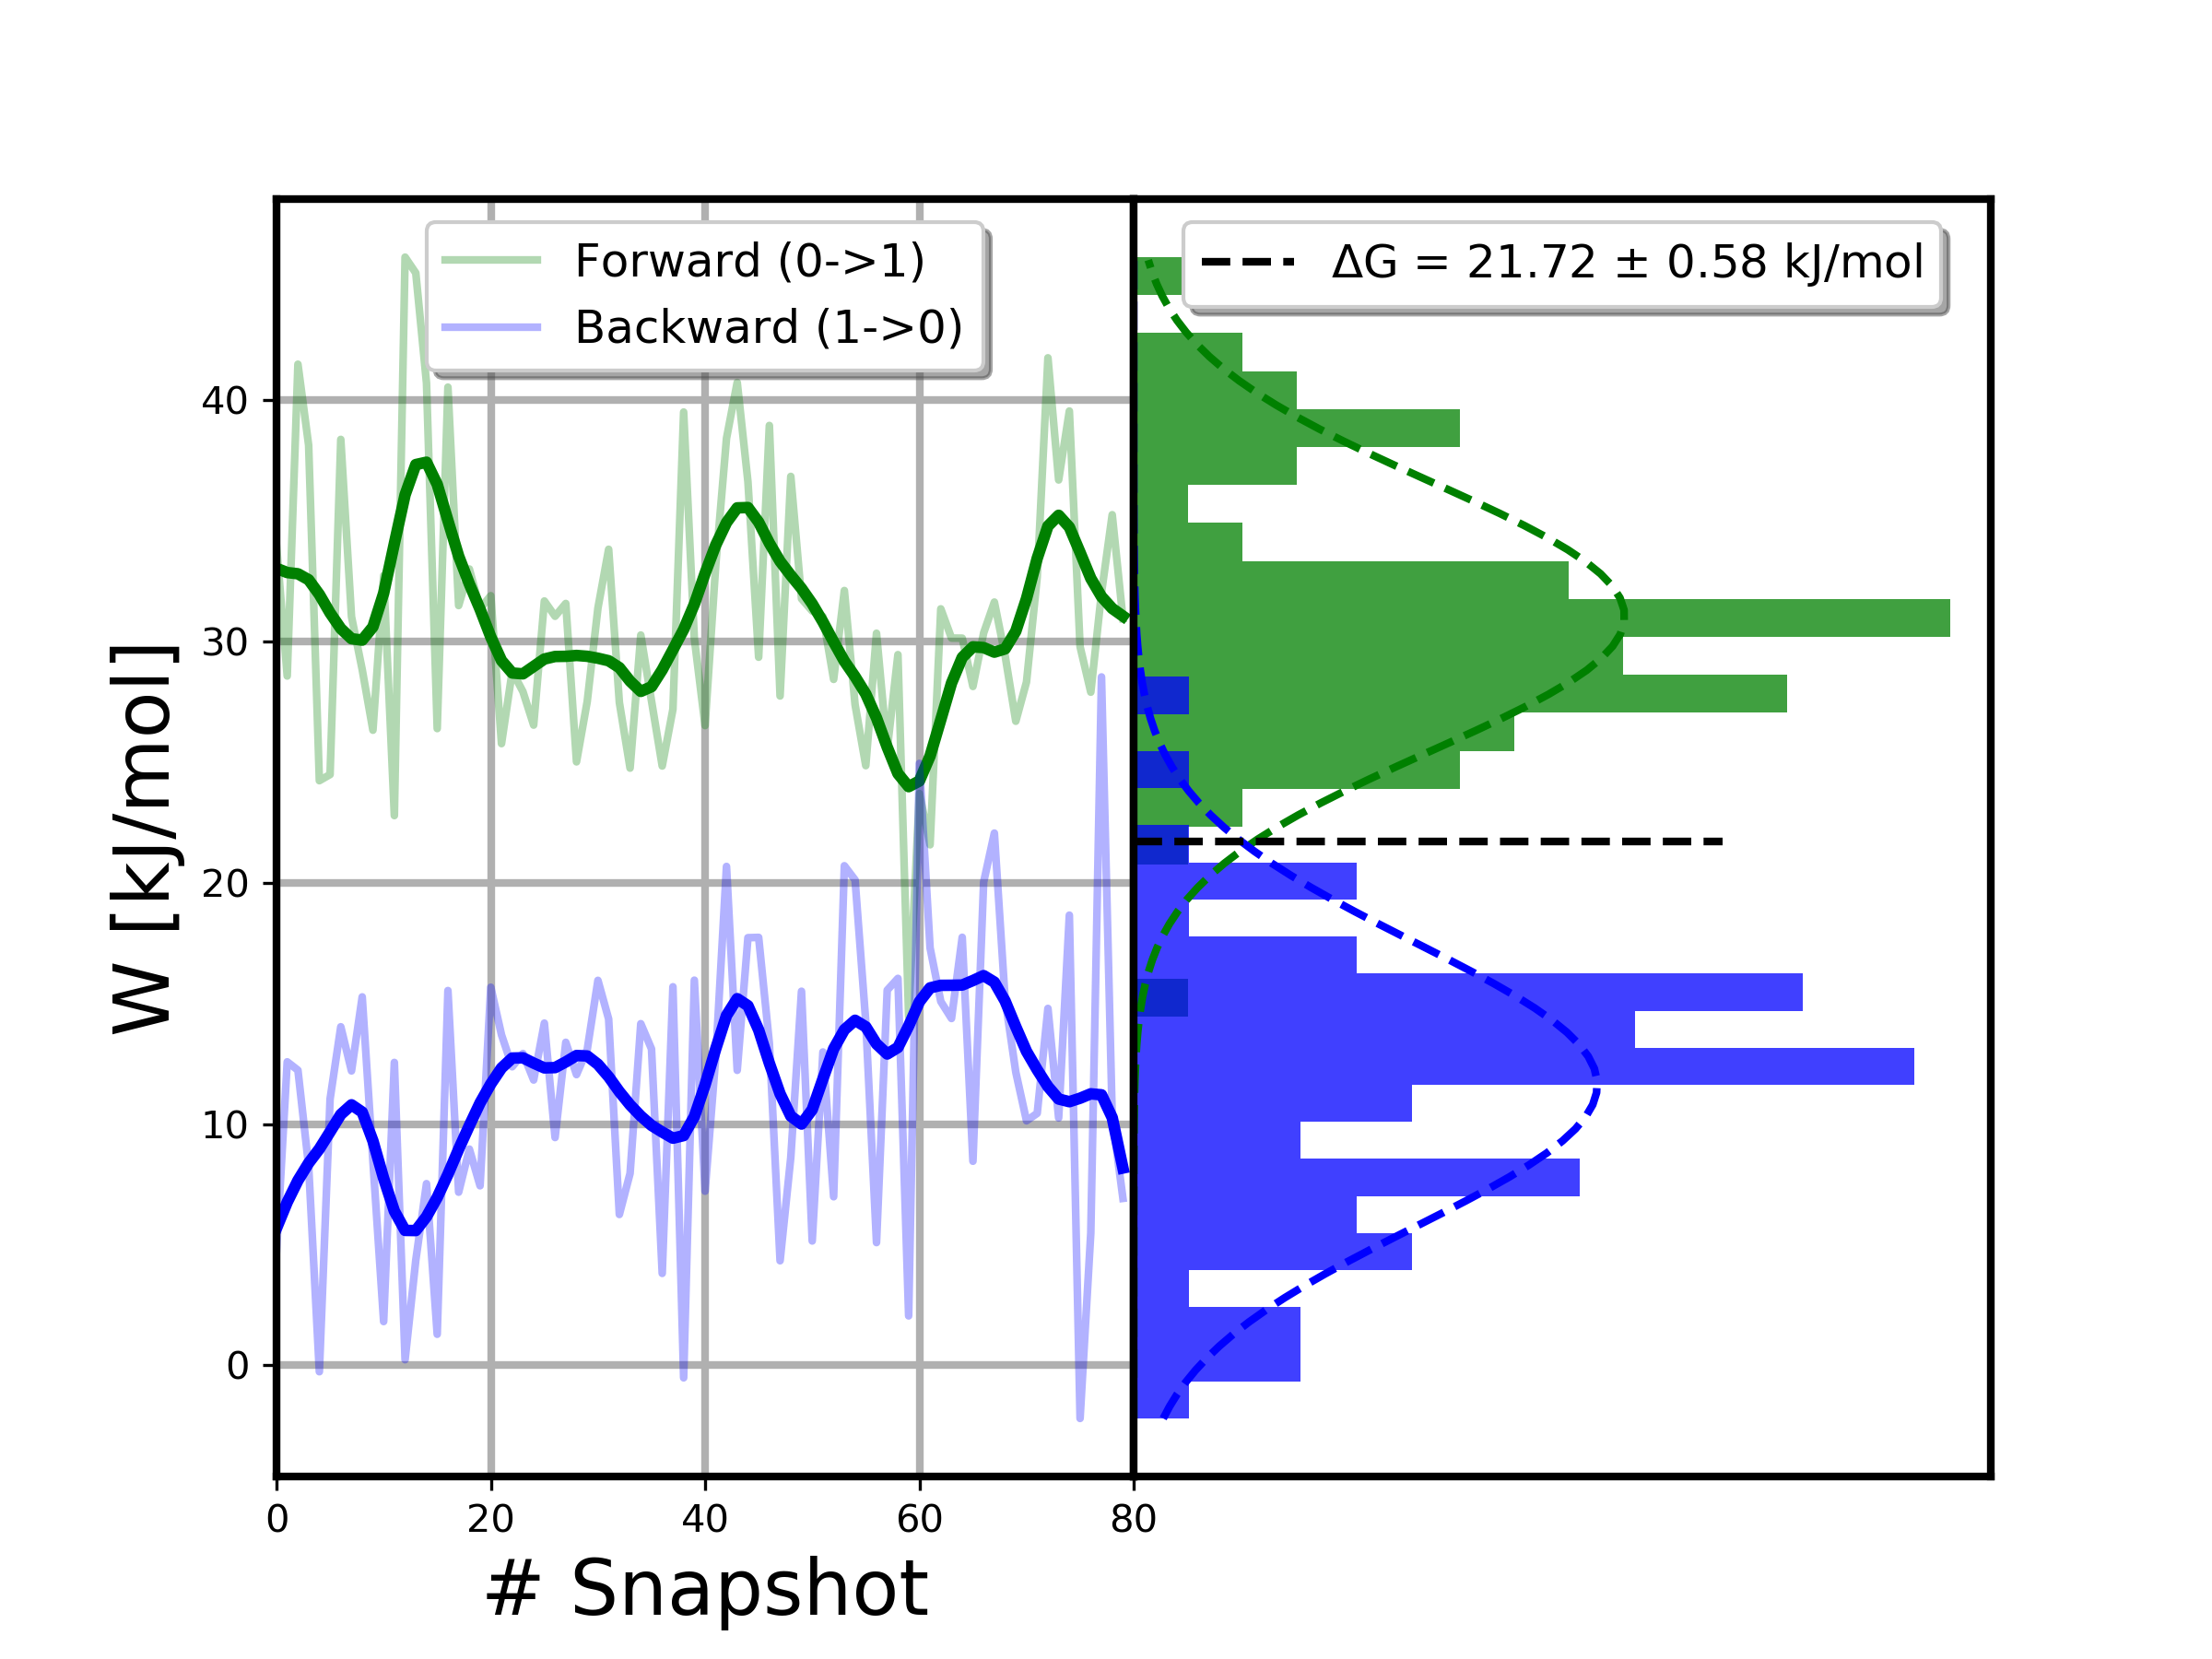 Forward (0->1)
Backward (1->0)
ΔG = 21.72 ± 0.58 kJ/mol
W [kJ/mol]
40
30
20
10
0
0 20 40 60 80
# Snapshot